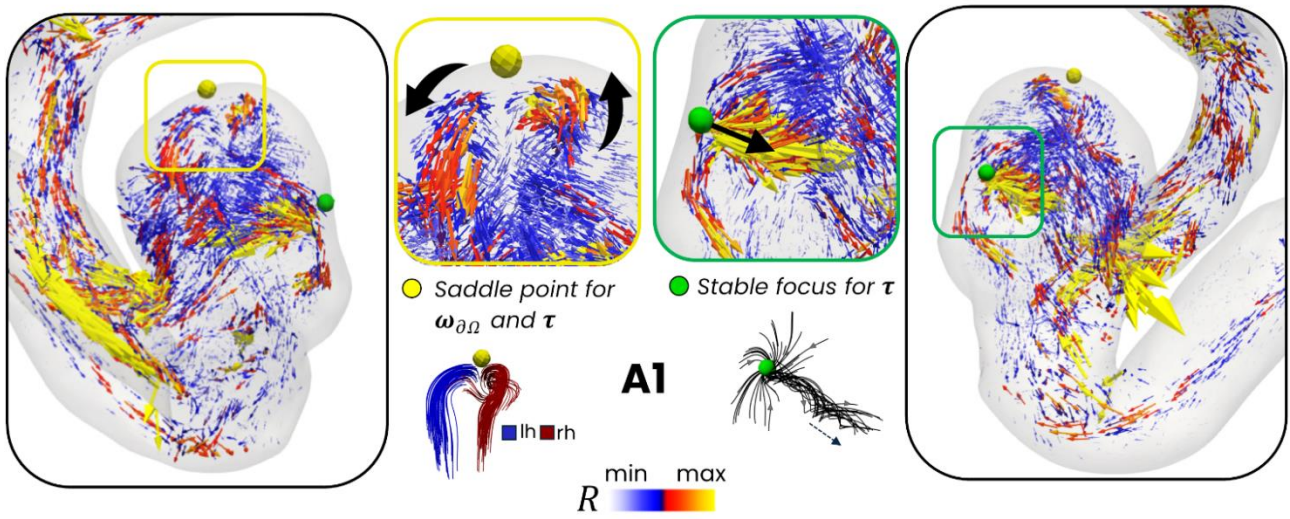 Saddle point for
𝝎∂Ω and 𝝉
Stable focus for 𝝉
A1
lh rh
min max
R